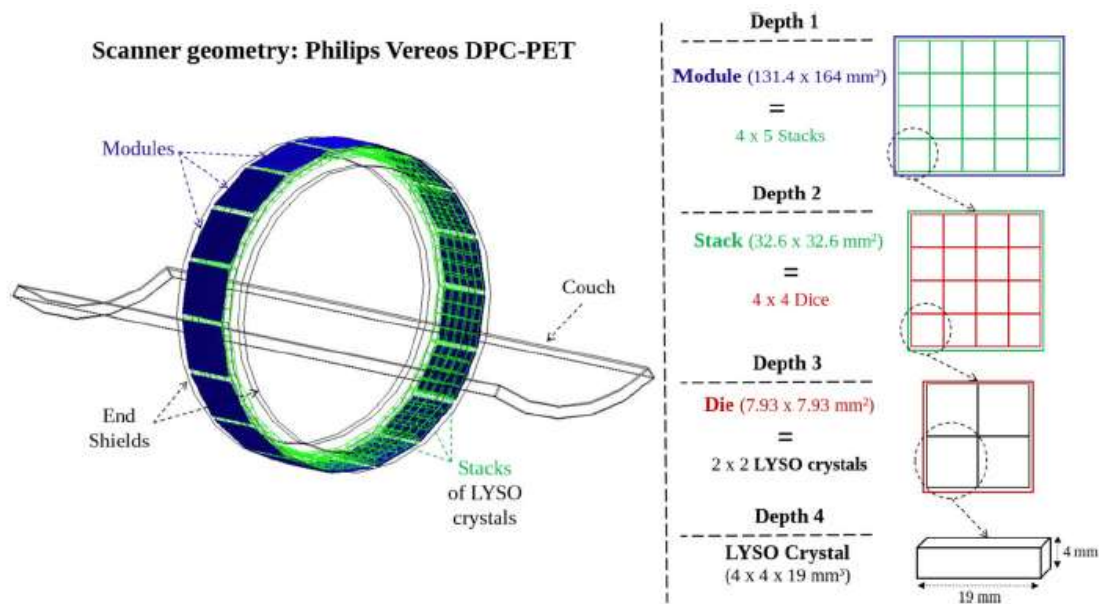 Scanner geometry: Philips Vereos DPC-PET
Modules
Couch
End
Shields
Stacks
of LYSO
crystals
Depth 1
Module (131.4 x 164 mm²)
=
4 x 5 Stacks
Depth 2
Stack (32.6 x 32.6 mm²)
=
4 x 4 Dice
Depth 3
Die (7.93 x 7.93 mm²)
=
2 x 2 LYSO crystals
Depth 4
LYSO Crystal
(4 x 4 x 19 mm³)
4 mm
19 mm